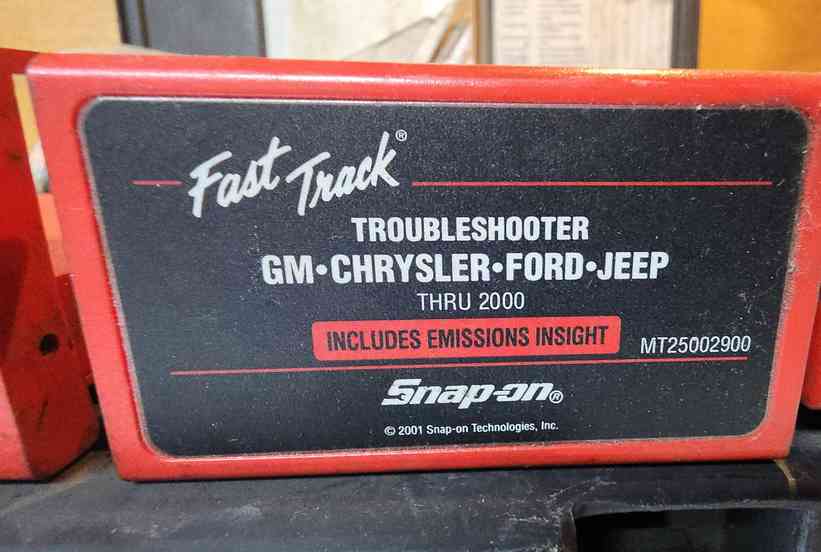 Fast Track®
TROUBLESHOOTER
GM•CHRYSLER•FORD•JEEP
THRU 2000
INCLUDES EMISSIONS INSIGHT
MT25002900
Snap-on®
© 2001 Snap-on Technologies, Inc.